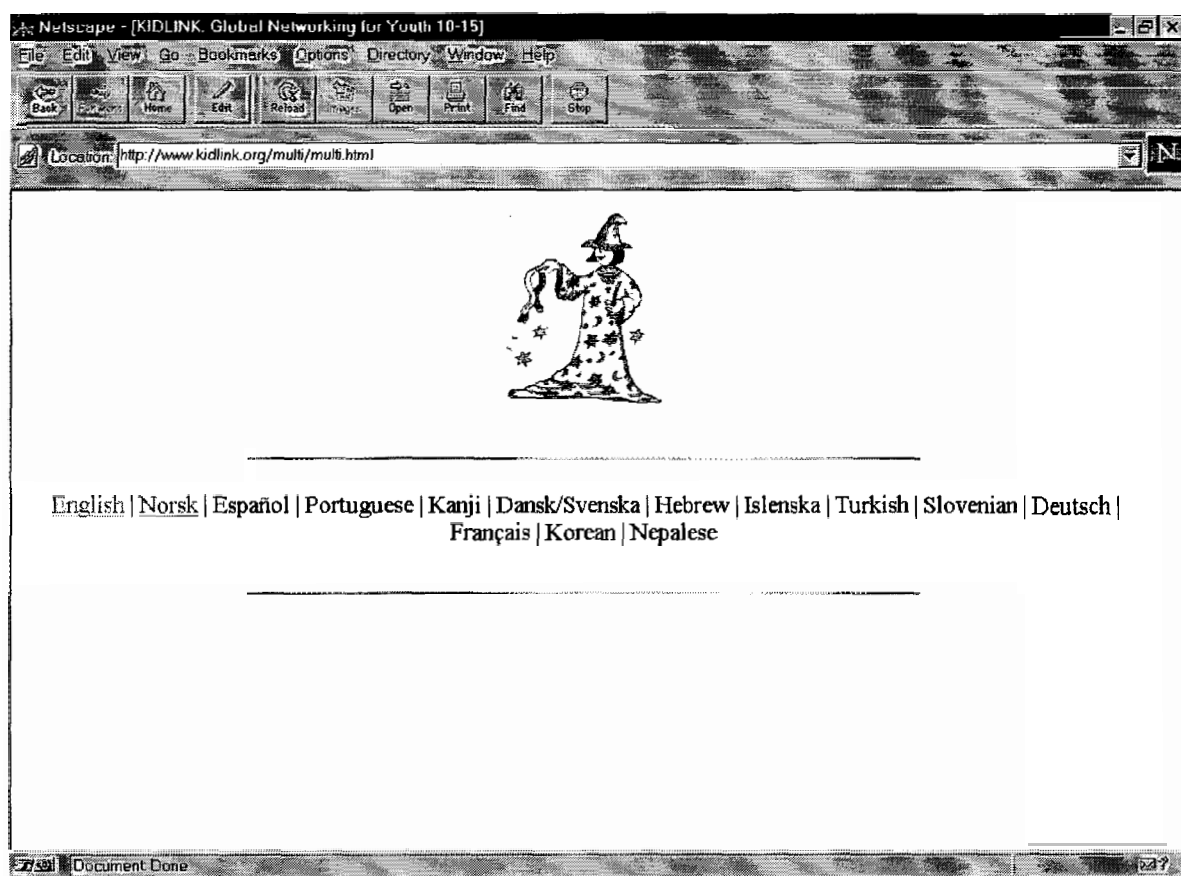 Netscape - [KIDLINK. Global Networking for Youth 10-15]
File Edit View Go Bookmarks Options Directory Window Help
Back Forward Home Edit Reload Images Open Print Find Stop
Location: http://www.kidlink.org/multi/multi.html
N
English | Norsk | Español | Portuguese | Kanji | Dansk/Svenska | Hebrew | Islenska | Turkish | Slovenian | Deutsch |
Français | Korean | Nepalese
Document Done